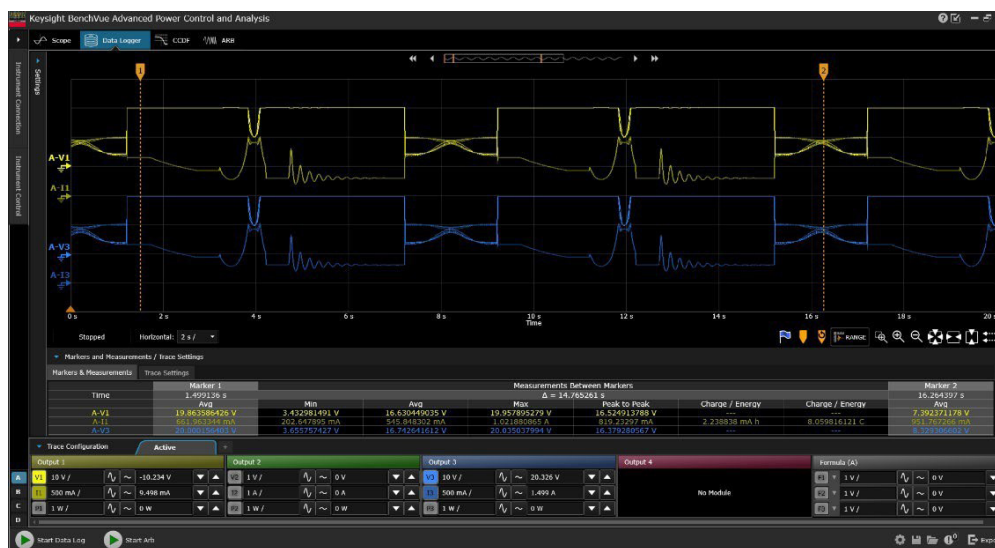 Keysight BenchVue Advanced Power Control and Analysis
Scope Data Logger CCDF ARB
Instrument Connection
Instrument Control
Settings
1 2
A-V1
A-I1
A-V3
A-I3
0 s 2 s 4 s 6 s 8 s 10 s 12 s 14 s 16 s 18 s 20 s
Time
Stopped Horizontal: 2 s / RANGE
Markers and Measurements / Trace Settings
Markers & Measurements Trace Settings
Marker 1 Measurements Between Markers Marker 2
Time 1.499136 s Δ = 14.765261 s 16.264397 s
Avg Min Avg Max Peak to Peak Charge / Energy Charge / Energy Avg
A-V1 19.863586426 V 3.432981491 V 16.630449035 V 19.957895279 V 16.524913788 V --- --- 7.392371178 V
A-I1 661.963344 mA 202.647895 mA 545.848302 mA 1.021880865 A 819.23297 mA 2.238838 mA h 8.059816121 C 951.767266 mA
A-V3 20.000156403 V 3.655757427 V 16.742641612 V 20.035037994 V 16.379280567 V --- --- 8.329306602 V
Trace Configuration Active +
Output 1 Output 2 Output 3 Output 4 Formula (A)
A V1 10 V / -10.234 V V2 1 V / 0 V V3 10 V / 20.326 V F1 1 V / 0 V
B I1 500 mA / 9.498 mA I2 1 A / 0 A I3 500 mA / 1.499 A No Module F2 1 V / 0 V
C P1 1 W / 0 W P2 1 W / 0 W P3 1 W / 0 W F3 1 V / 0 V
D
Start Data Log Start Arb